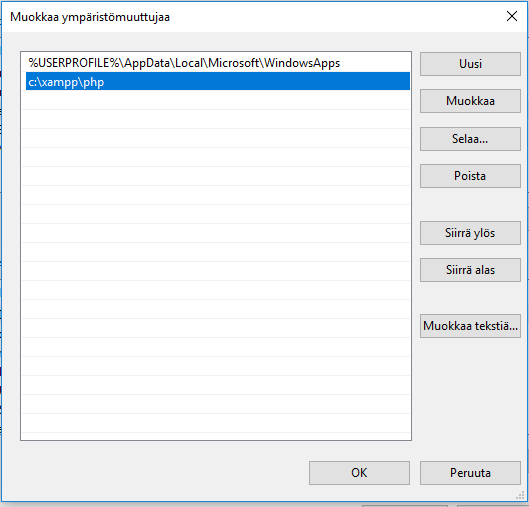 Muokkaa ympäristömuuttujaa
%USERPROFILE%\AppData\Local\Microsoft\WindowsApps
c:\xampp\php
Uusi
Muokkaa
Selaa...
Poista
Siirrä ylös
Siirrä alas
Muokkaa tekstiä...
OK
Peruuta